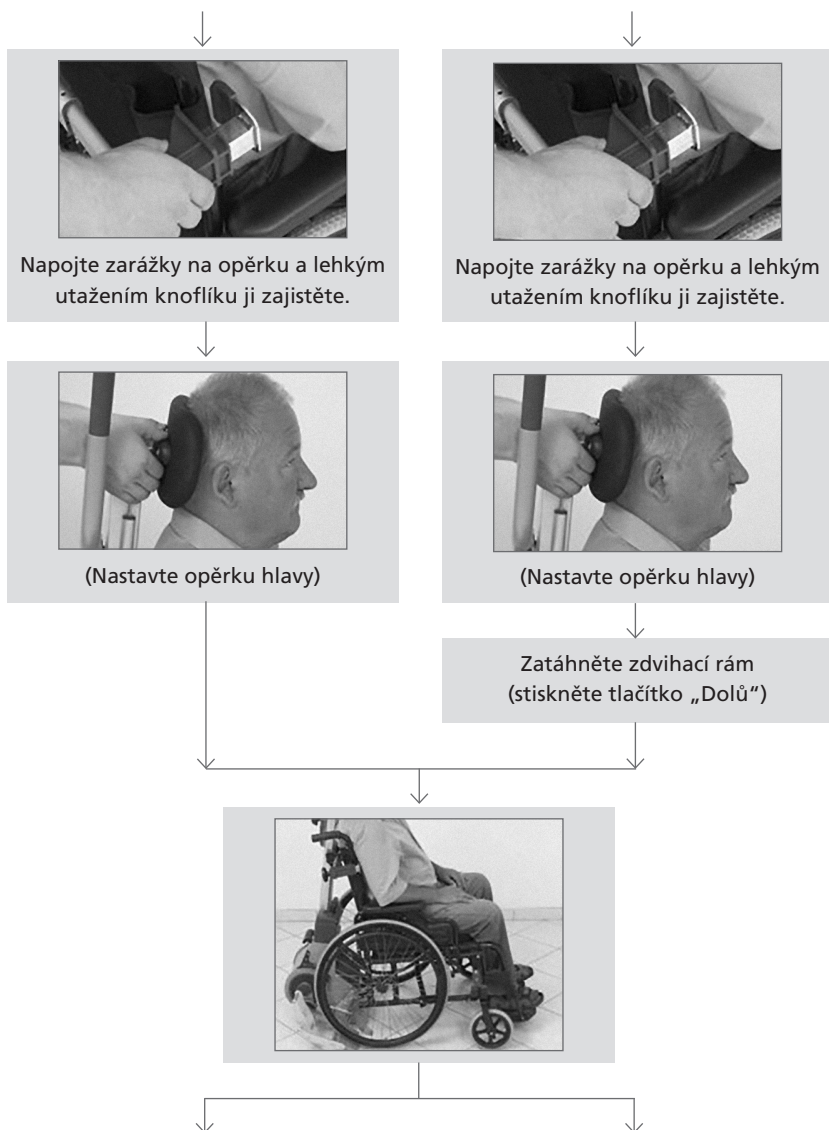 Napojte zarážky na opěrku a lehkým
utažením knoflíku ji zajistěte.
Napojte zarážky na opěrku a lehkým
utažením knoflíku ji zajistěte.
(Nastavte opěrku hlavy)
(Nastavte opěrku hlavy)
Zatáhněte zdvihací rám
(stiskněte tlačítko „Dolů“)